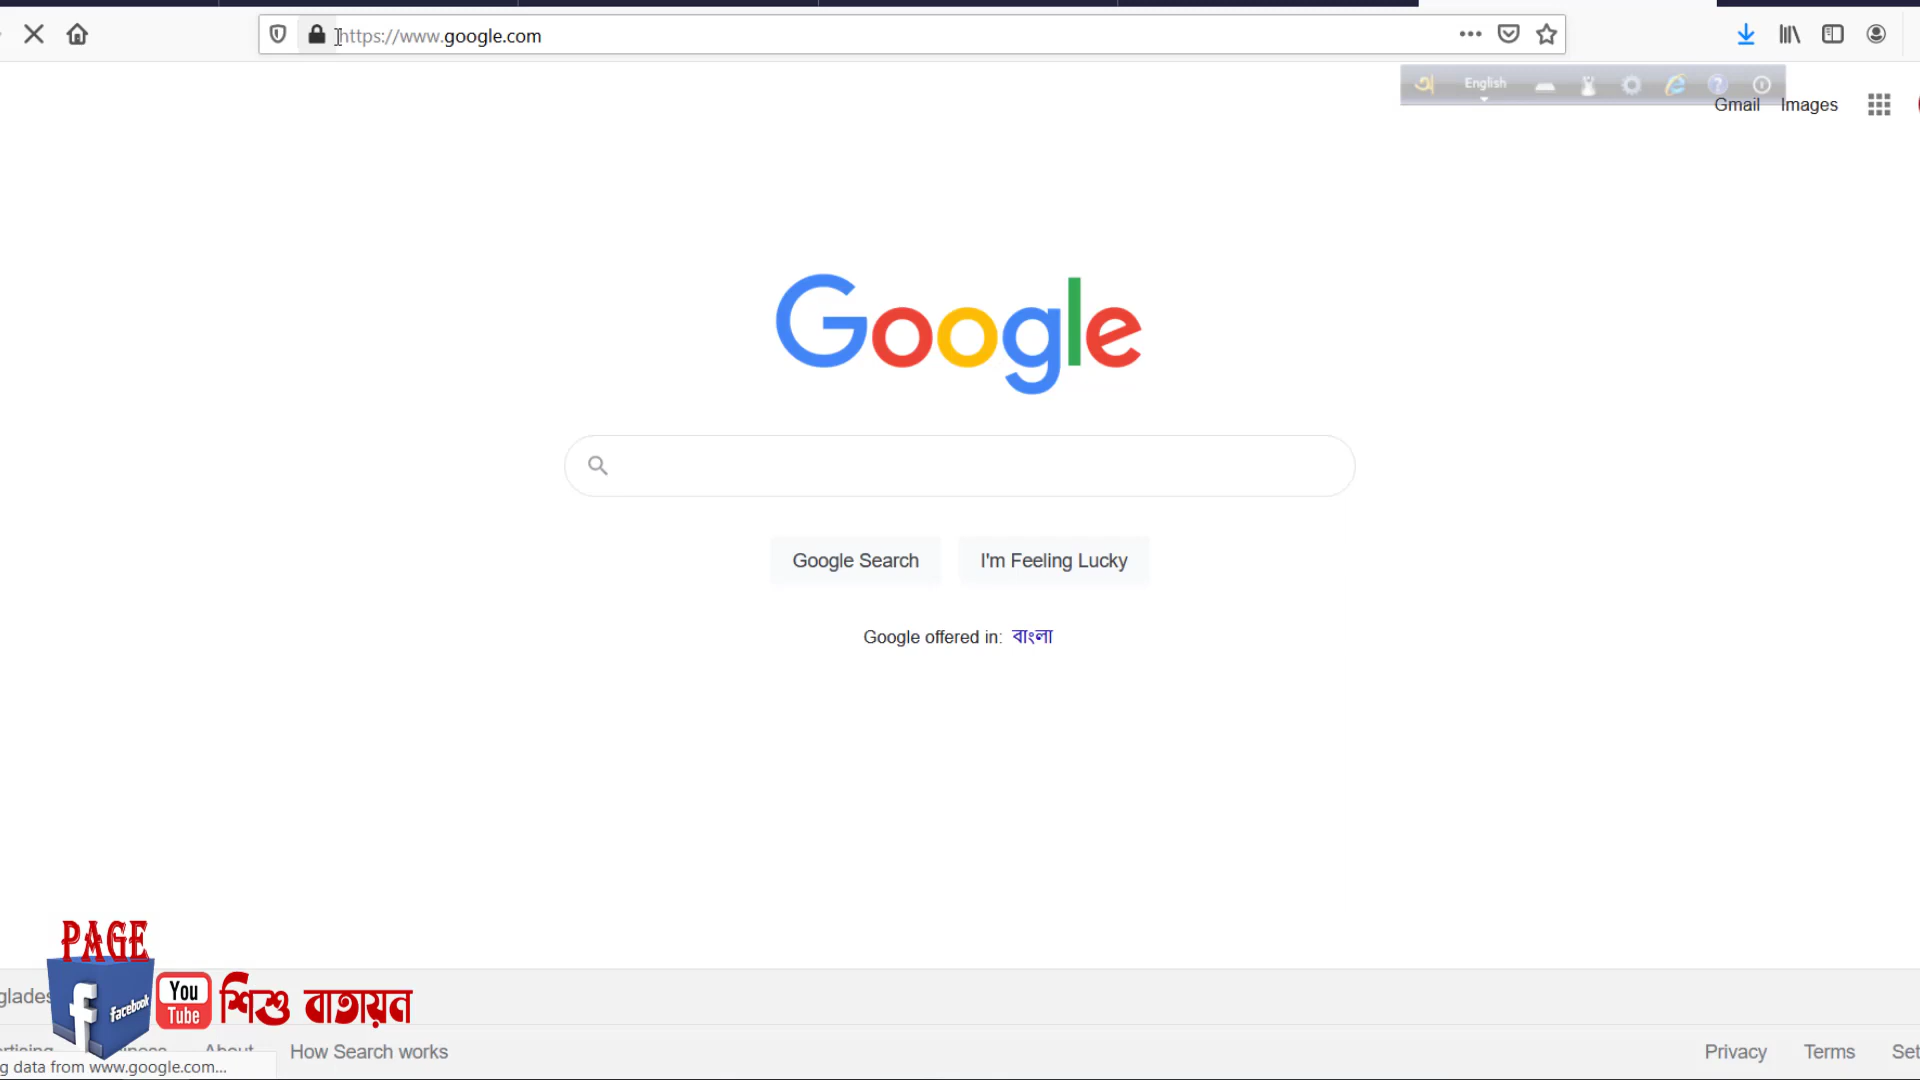 https://www.google.com
English
Gmail Images
Google
Google Search
I'm Feeling Lucky
Google offered in: বাংলা
PAGE
facebook
You
Tube
শিশু বাতায়ন
About
How Search works
Privacy
Terms
data from www.google.com...